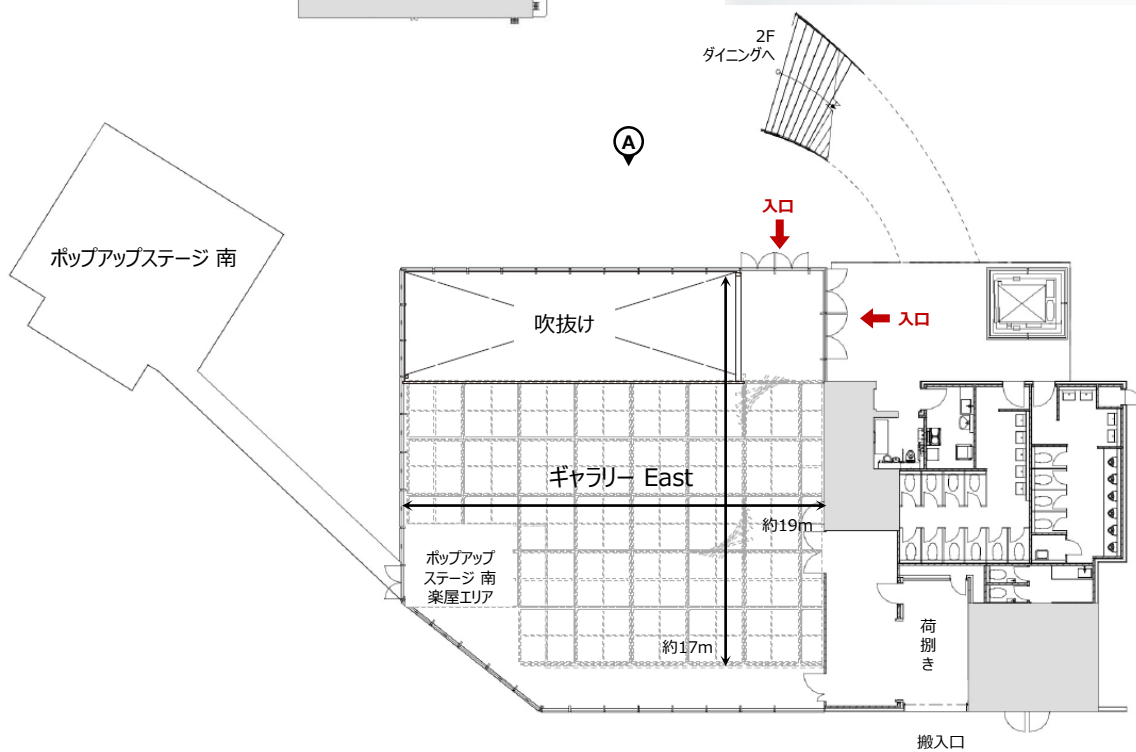 2F
ダイニングへ
A
入口
ポップアップステージ 南
吹抜け
入口
ギャラリー East
約19m
ポップアップ
ステージ 南
楽屋エリア
約17m
荷捌き
搬入口